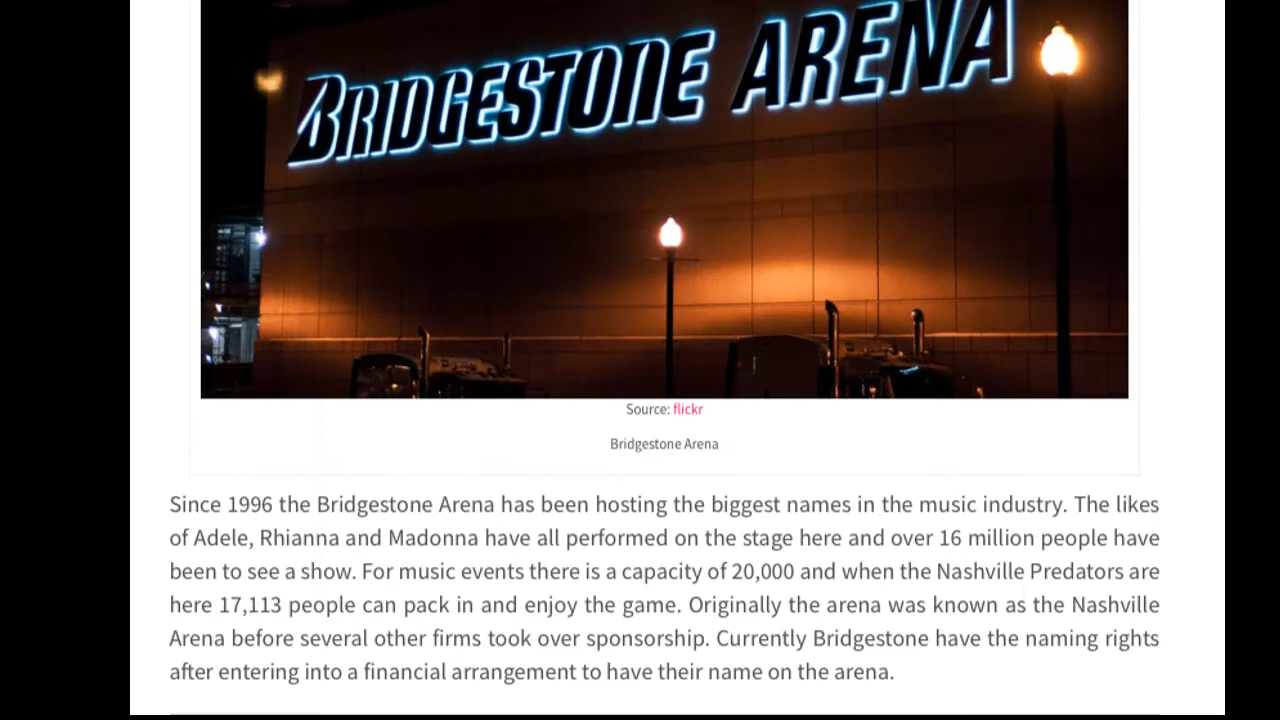 BRIDGESTONE ARENA
Source: flickr
Bridgestone Arena
Since 1996 the Bridgestone Arena has been hosting the biggest names in the music industry. The likes
of Adele, Rhianna and Madonna have all performed on the stage here and over 16 million people have
been to see a show. For music events there is a capacity of 20,000 and when the Nashville Predators are
here 17,113 people can pack in and enjoy the game. Originally the arena was known as the Nashville
Arena before several other firms took over sponsorship. Currently Bridgestone have the naming rights
after entering into a financial arrangement to have their name on the arena.